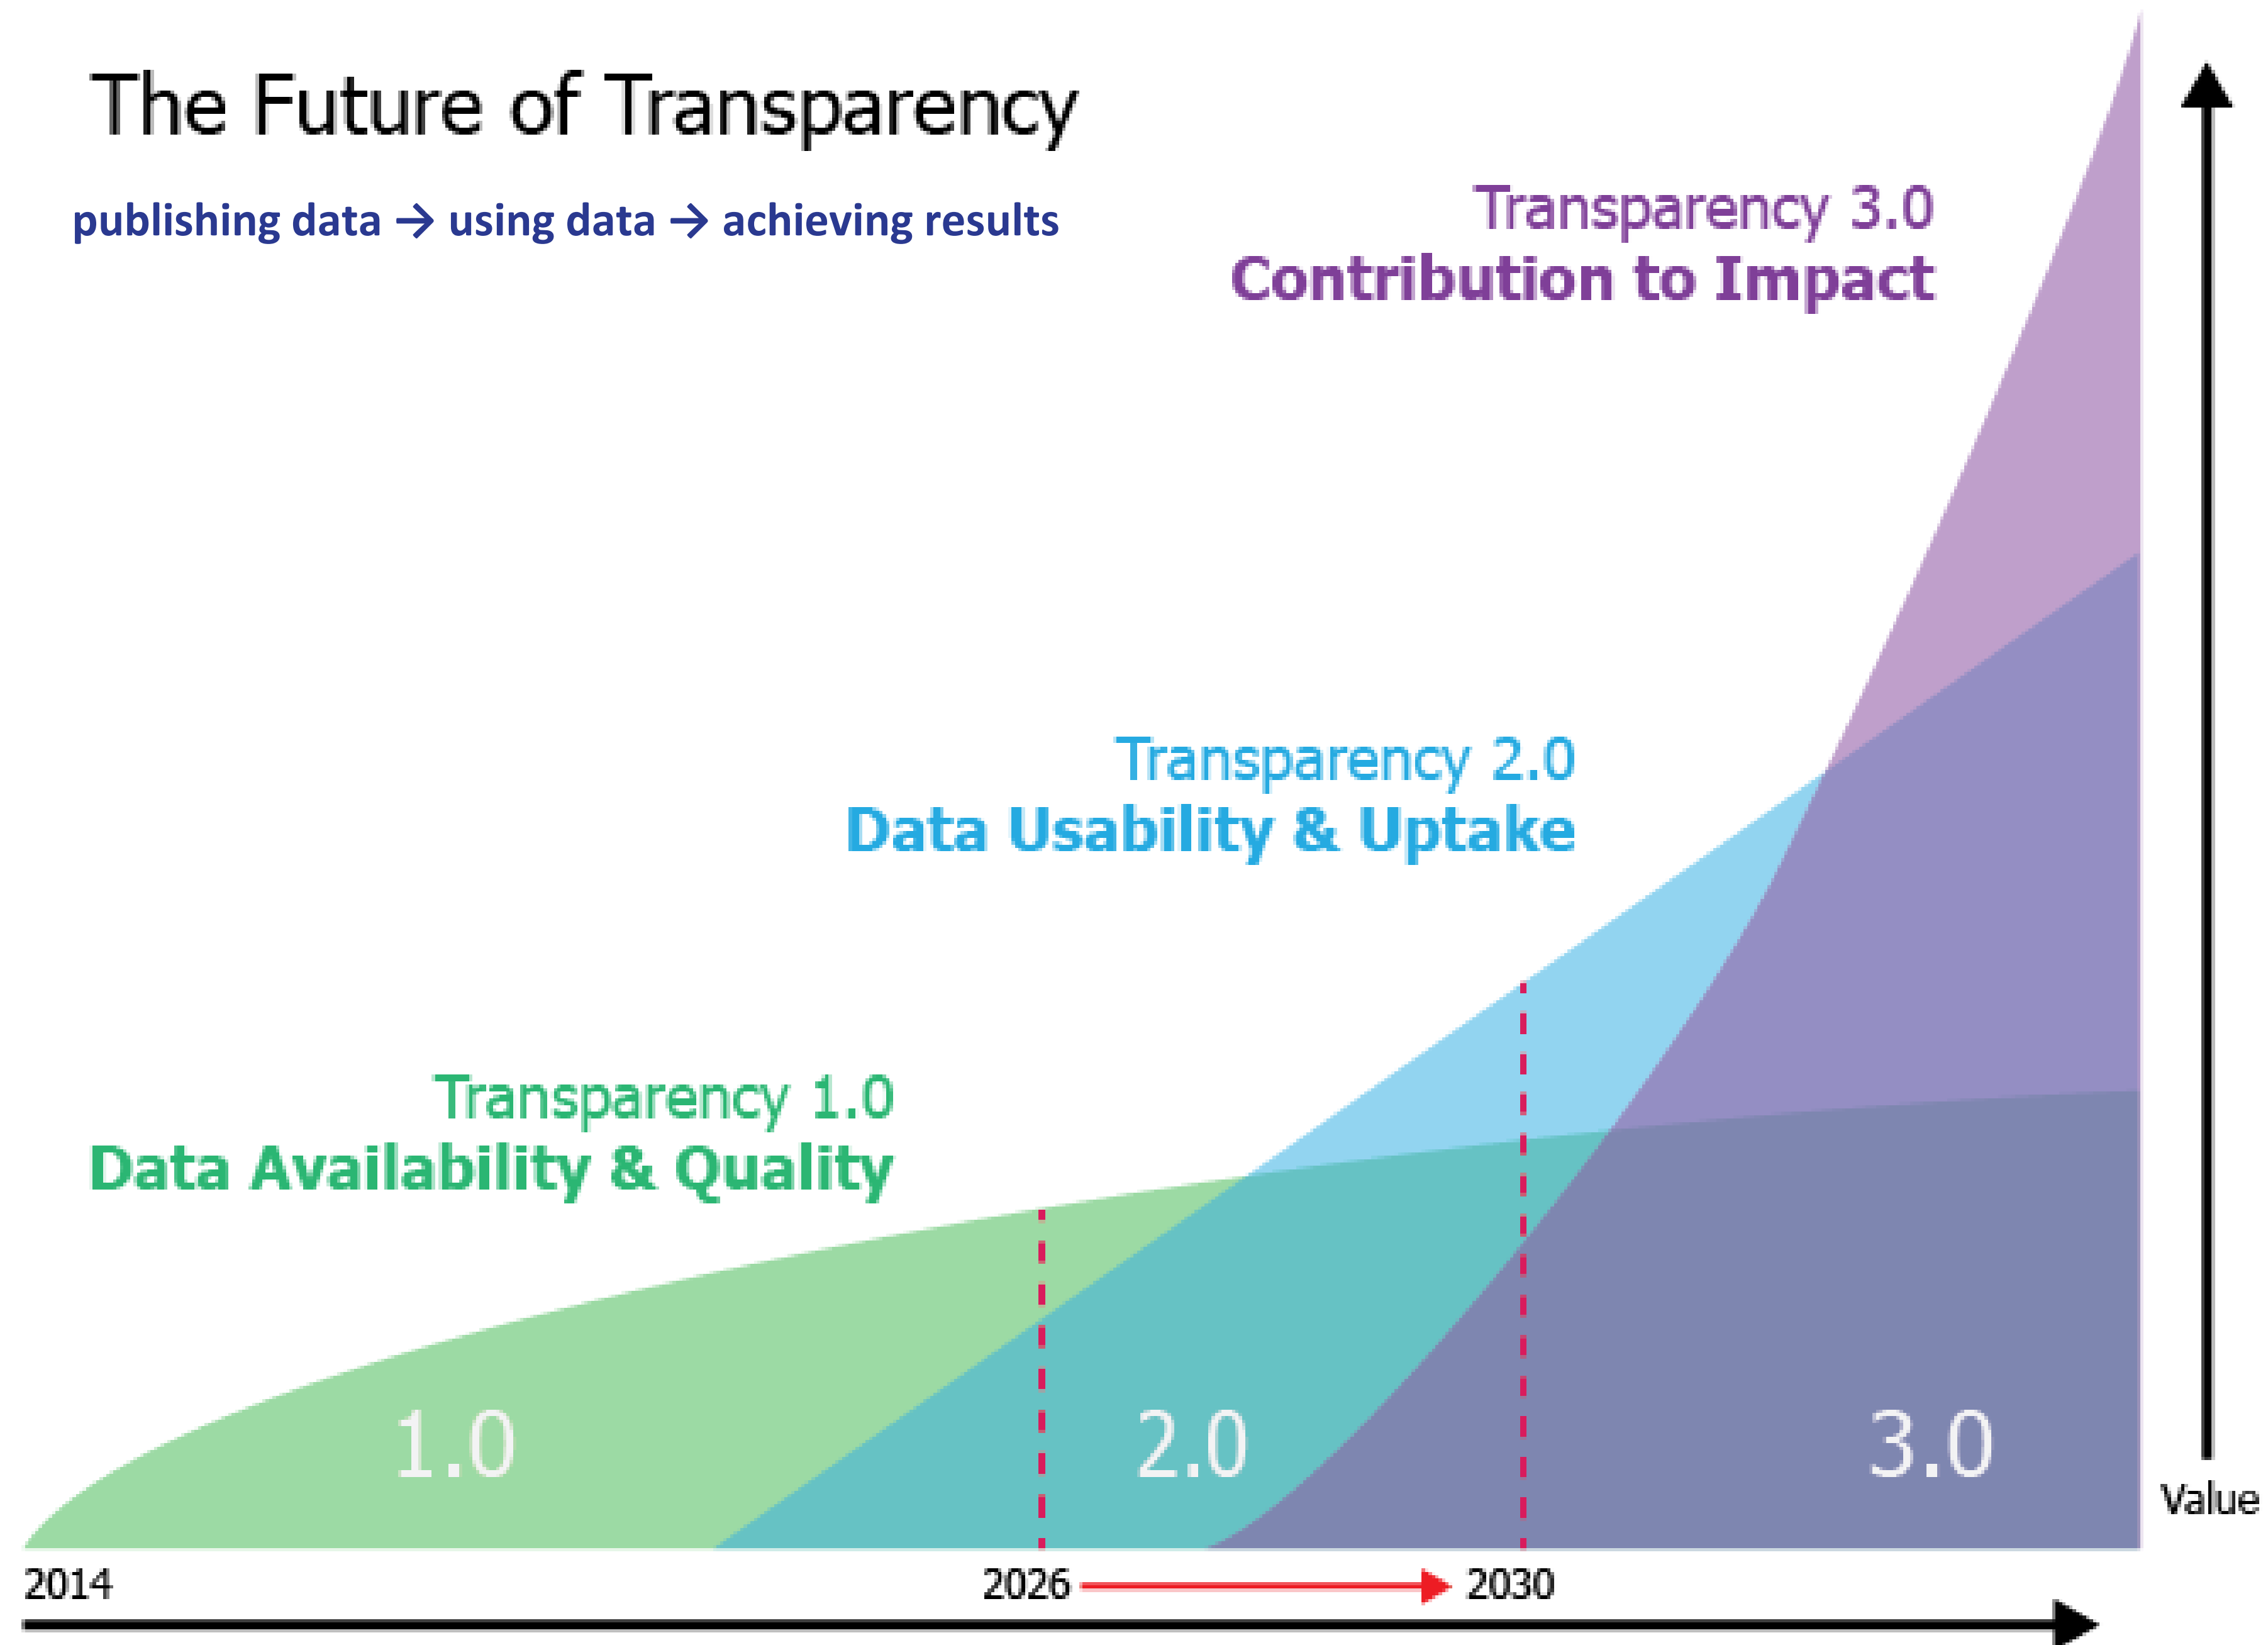 The Future of Transparency
publishing data → using data → achieving results
Transparency 3.0
Contribution to Impact
Transparency 2.0
Data Usability & Uptake
Transparency 1.0
Data Availability & Quality
1.0
2.0
3.0
Value
2014
2026
2030